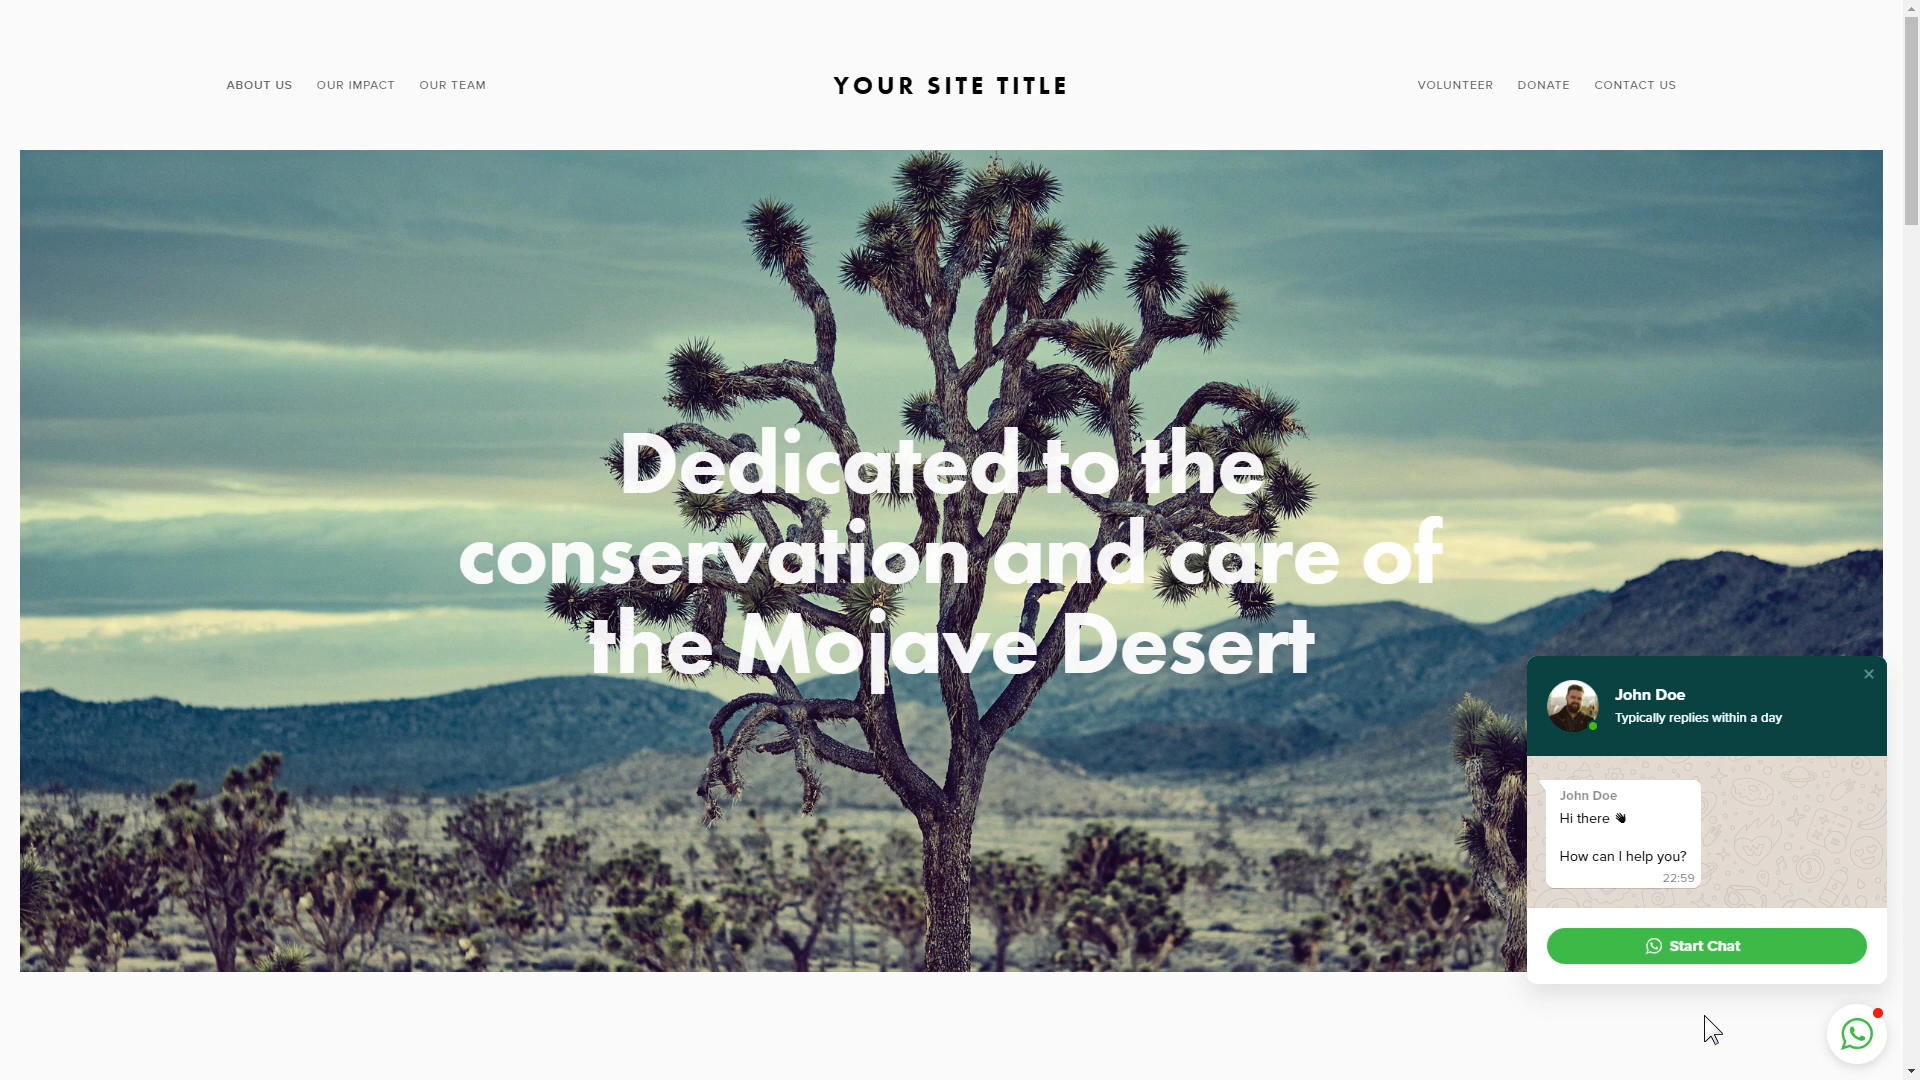 ABOUT US OUR IMPACT OUR TEAM YOUR SITE TITLE VOLUNTEER DONATE CONTACT US
Dedicated to the
conservation and care of
the Mojave Desert
John Doe
Typically replies within a day
John Doe
Hi there 👋
How can I help you?
22:59
Start Chat